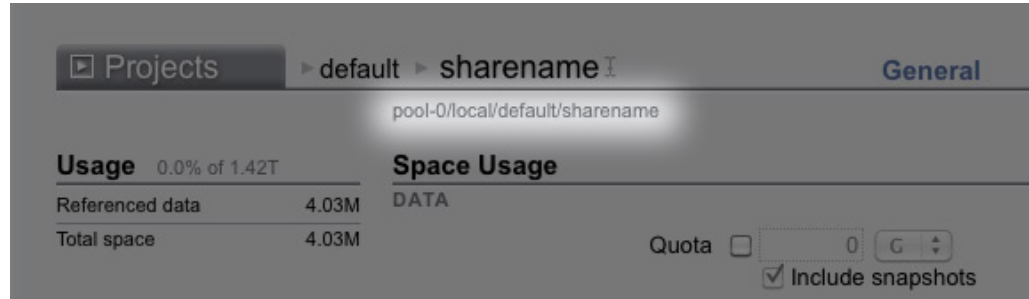 Projects default sharename General
pool-0/local/default/sharename
Usage 0.0% of 1.42T Space Usage
Referenced data 4.03M DATA
Total space 4.03M
Quota 0 G
Include snapshots